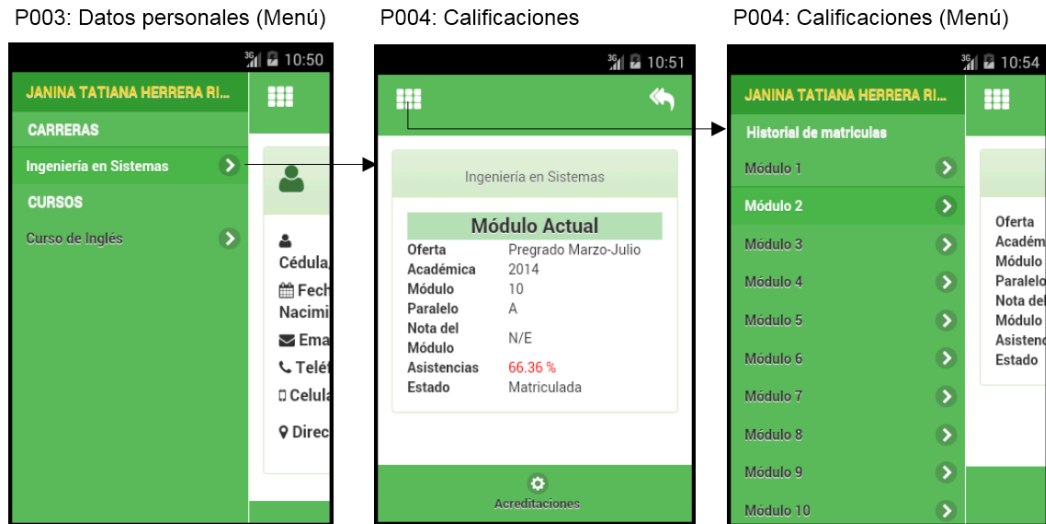 P003: Datos personales (Menú)
3G 10:50
JANINA TATIANA HERRERA RI...
CARRERAS
Ingeniería en Sistemas
CURSOS
Curso de Inglés
Cédula,
Fech
Nacimi
Ema
Teléf
Celula
Direc
P004: Calificaciones
3G 10:51
Ingeniería en Sistemas
Módulo Actual
Oferta Pregrado Marzo-Julio
Académica 2014
Módulo 10
Paralelo A
Nota del
Módulo N/E
Asistencias 66.36 %
Estado Matriculada
Acreditaciones
P004: Calificaciones (Menú)
3G 10:54
JANINA TATIANA HERRERA RI...
Historial de matriculas
Módulo 1
Módulo 2
Módulo 3
Módulo 4
Módulo 5
Módulo 6
Módulo 7
Módulo 8
Módulo 9
Módulo 10
Oferta
Académ
Módulo
Paralelo
Nota del
Módulo
Asistenc
Estado